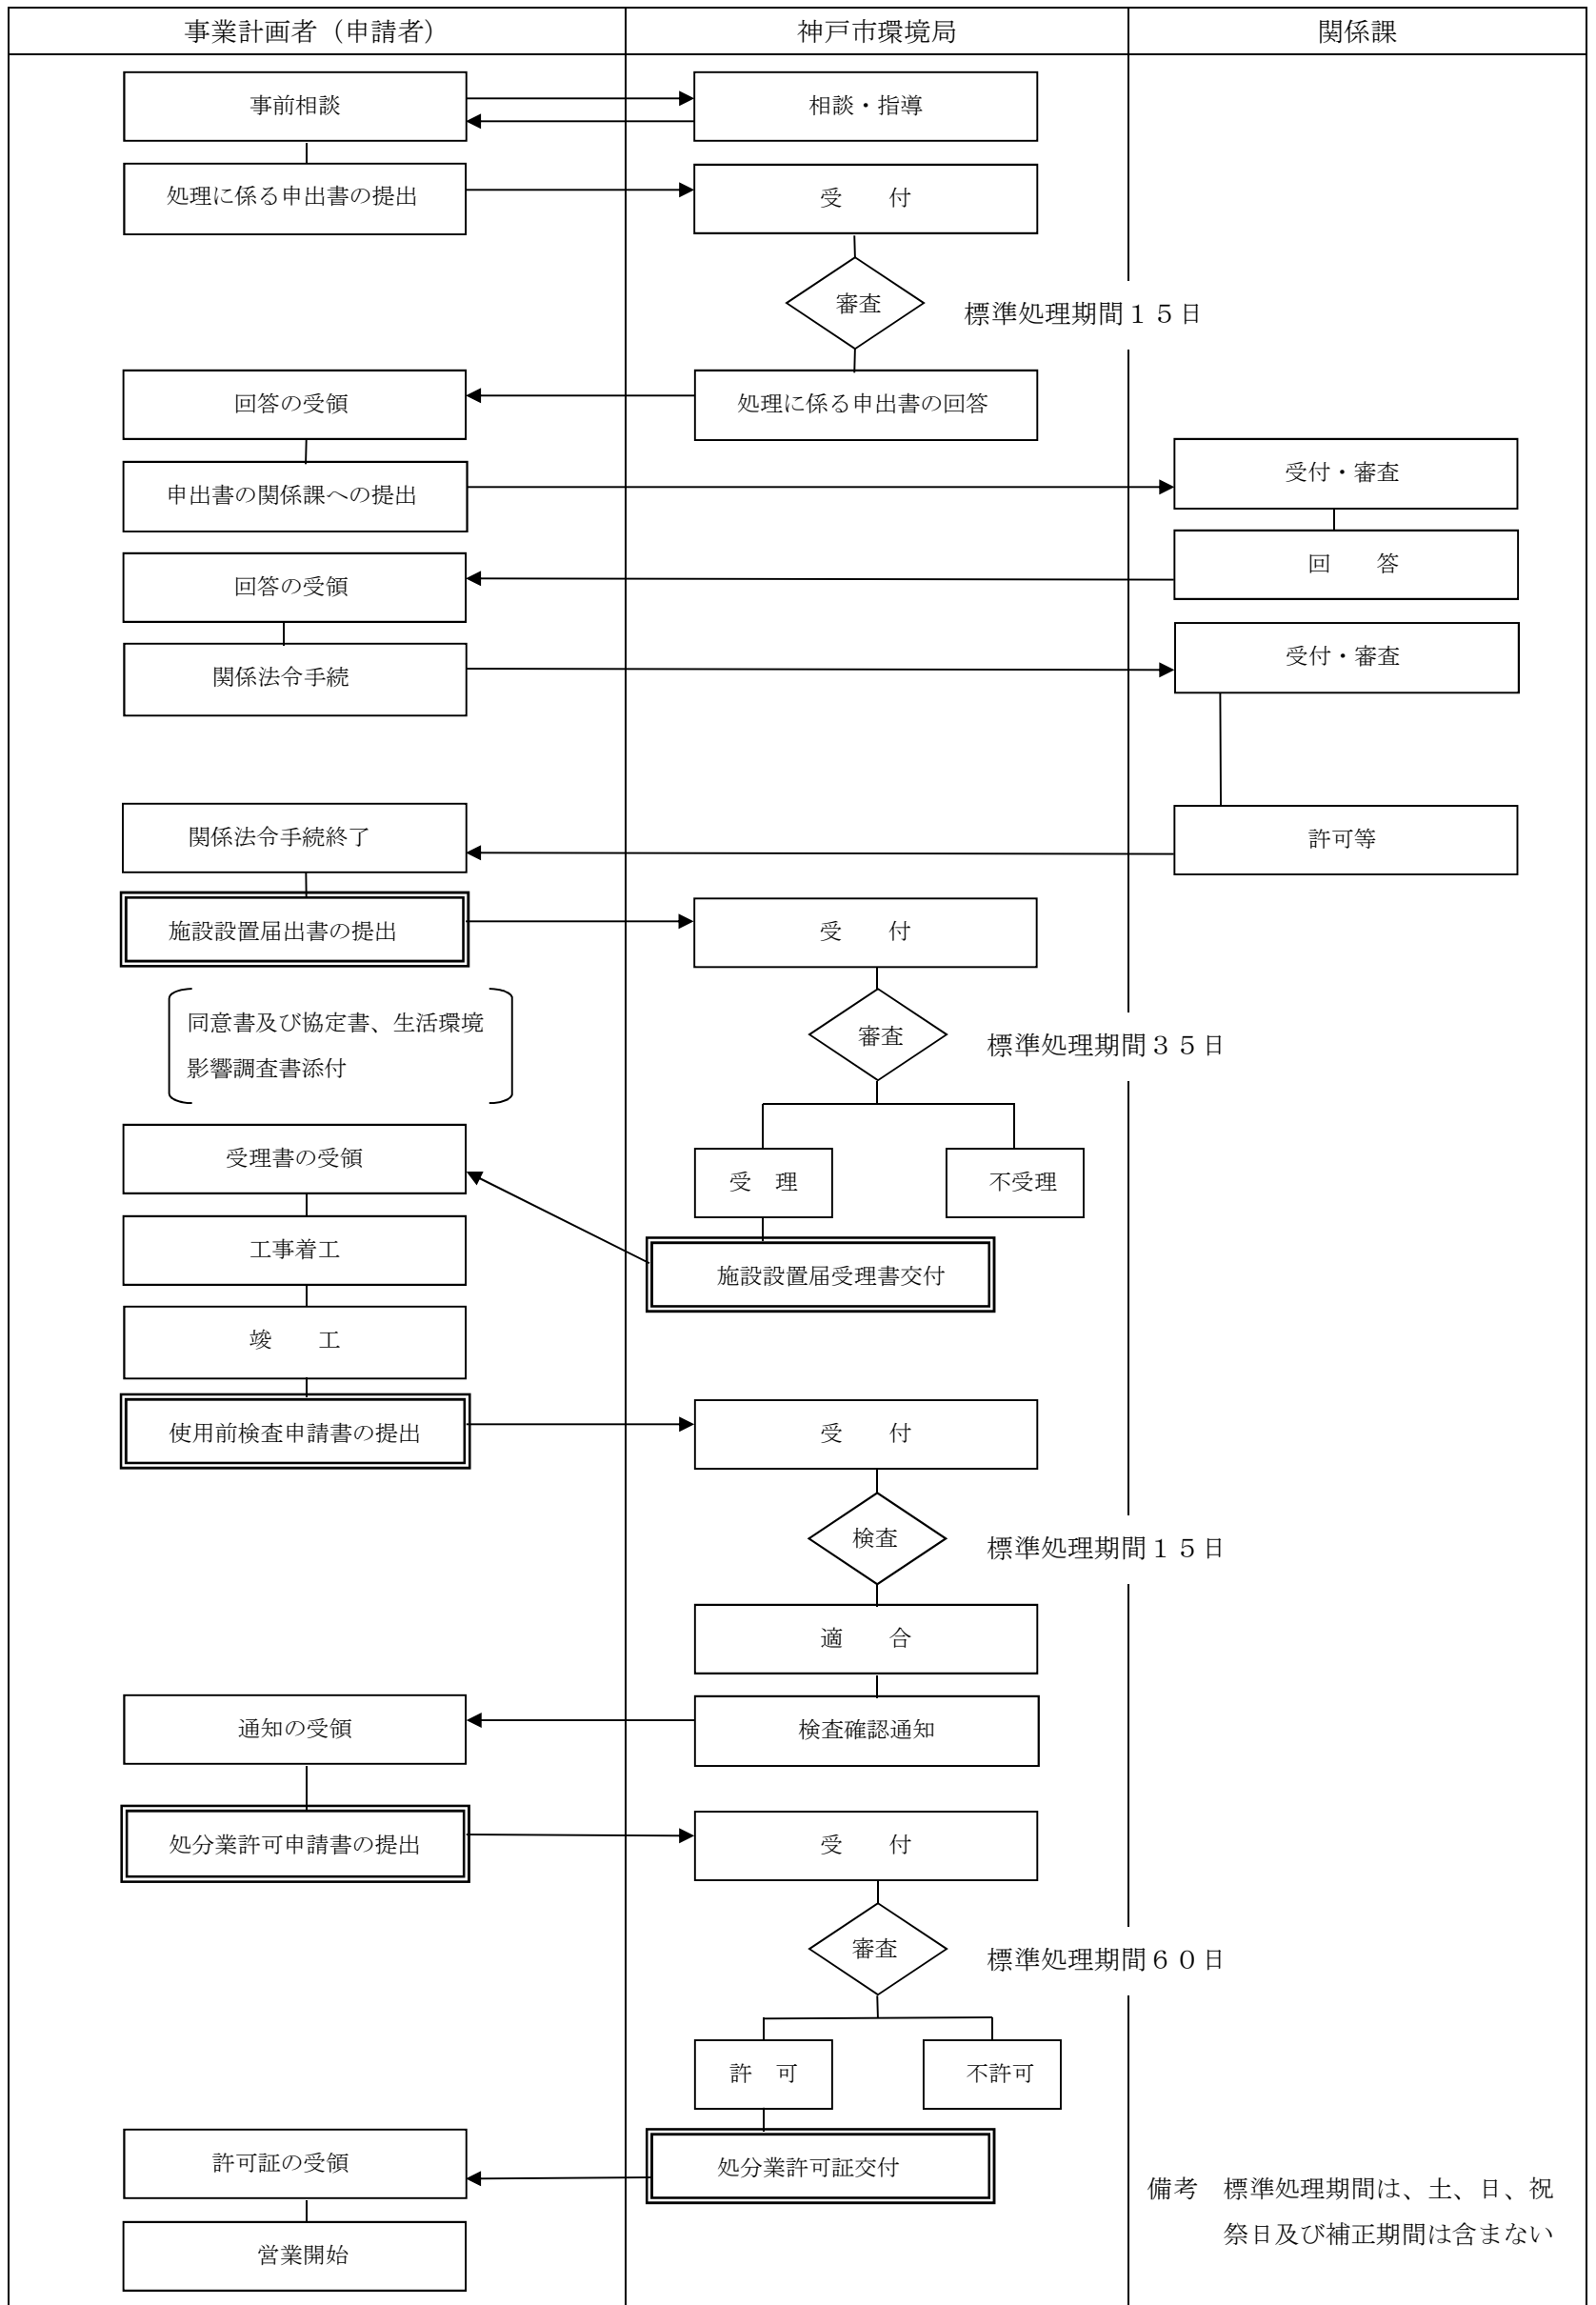 事業計画者（申請者）
神戸市環境局
関係課
事前相談
相談・指導
処理に係る申出書の提出
受　　付
審査
標準処理期間１５日
回答の受領
処理に係る申出書の回答
申出書の関係課への提出
受付・審査
回答の受領
回　　答
関係法令手続
受付・審査
関係法令手続終了
許可等
施設設置届出書の提出
受　　付
同意書及び協定書、生活環境
影響調査書添付
審査
標準処理期間３５日
受理書の受領
受　理
不受理
工事着工
施設設置届受理書交付
竣　　工
使用前検査申請書の提出
受　　付
検査
標準処理期間１５日
適　　合
通知の受領
検査確認通知
処分業許可申請書の提出
受　　付
審査
標準処理期間６０日
許　可
不許可
許可証の受領
処分業許可証交付
備考　標準処理期間は、土、日、祝
祭日及び補正期間は含まない
営業開始